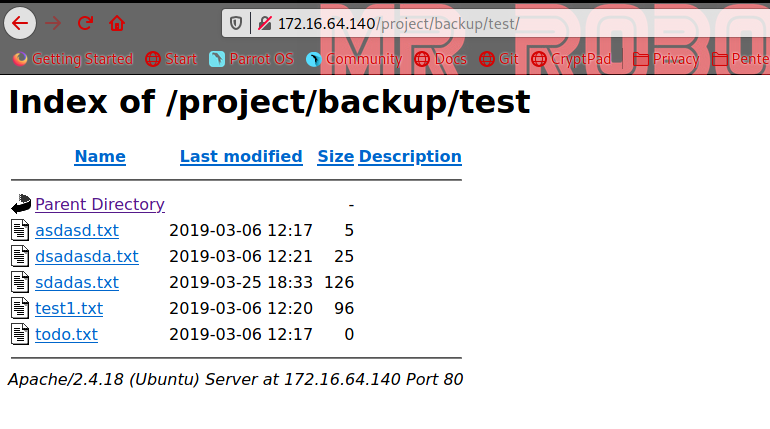 172.16.64.140/project/backup/test/
MR ROBO
Getting Started Start Parrot OS Community Docs Git CryptPad Privacy Pente
Index of /project/backup/test
Name Last modified Size Description
Parent Directory -
asdasd.txt 2019-03-06 12:17 5
dsadasda.txt 2019-03-06 12:21 25
sdadas.txt 2019-03-25 18:33 126
test1.txt 2019-03-06 12:20 96
todo.txt 2019-03-06 12:17 0
Apache/2.4.18 (Ubuntu) Server at 172.16.64.140 Port 80